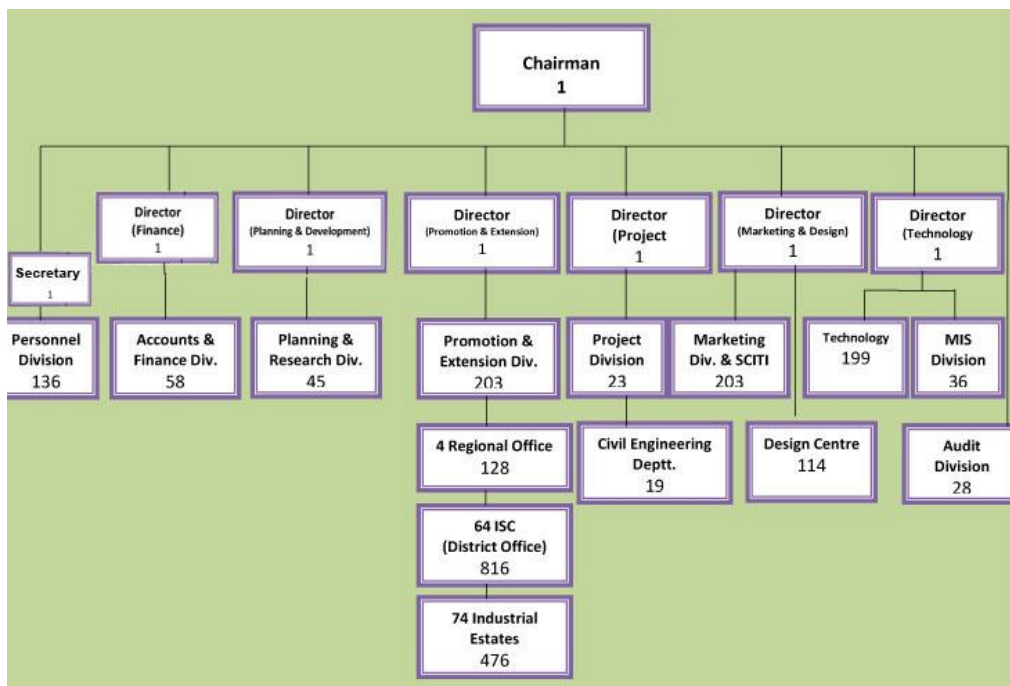 Chairman
1
Secretary
1
Director
(Finance)
1
Director
(Planning & Development)
1
Director
(Promotion & Extension)
1
Director
(Project
1
Director
(Marketing & Design)
1
Director
(Technology
1
Personnel
Division
136
Accounts &
Finance Div.
58
Planning &
Research Div.
45
Promotion &
Extension Div.
203
Project
Division
23
Marketing
Div. & SCITI
203
Technology
199
MIS
Division
36
4 Regional Office
128
Civil Engineering
Deptt.
19
Design Centre
114
Audit
Division
28
64 ISC
(District Office)
816
74 Industrial
Estates
476